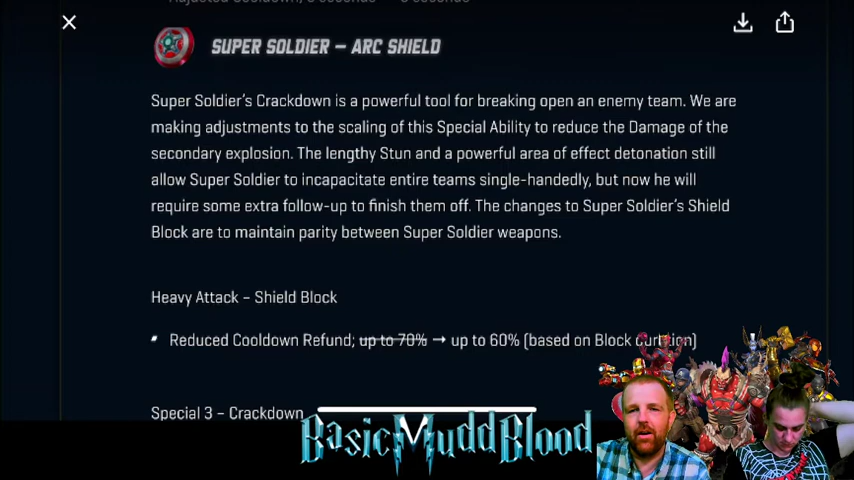 SUPER SOLDIER – ARC SHIELD
Super Soldier's Crackdown is a powerful tool for breaking open an enemy team. We are
making adjustments to the scaling of this Special Ability to reduce the Damage of the
secondary explosion. The lengthy Stun and a powerful area of effect detonation still
allow Super Soldier to incapacitate entire teams single-handedly, but now he will
require some extra follow-up to finish them off. The changes to Super Soldier's Shield
Block are to maintain parity between Super Soldier weapons.
Heavy Attack – Shield Block
Reduced Cooldown Refund; up to 70% → up to 60% (based on Block duration)
Special 3 – Crackdown
BasicMuddBlood